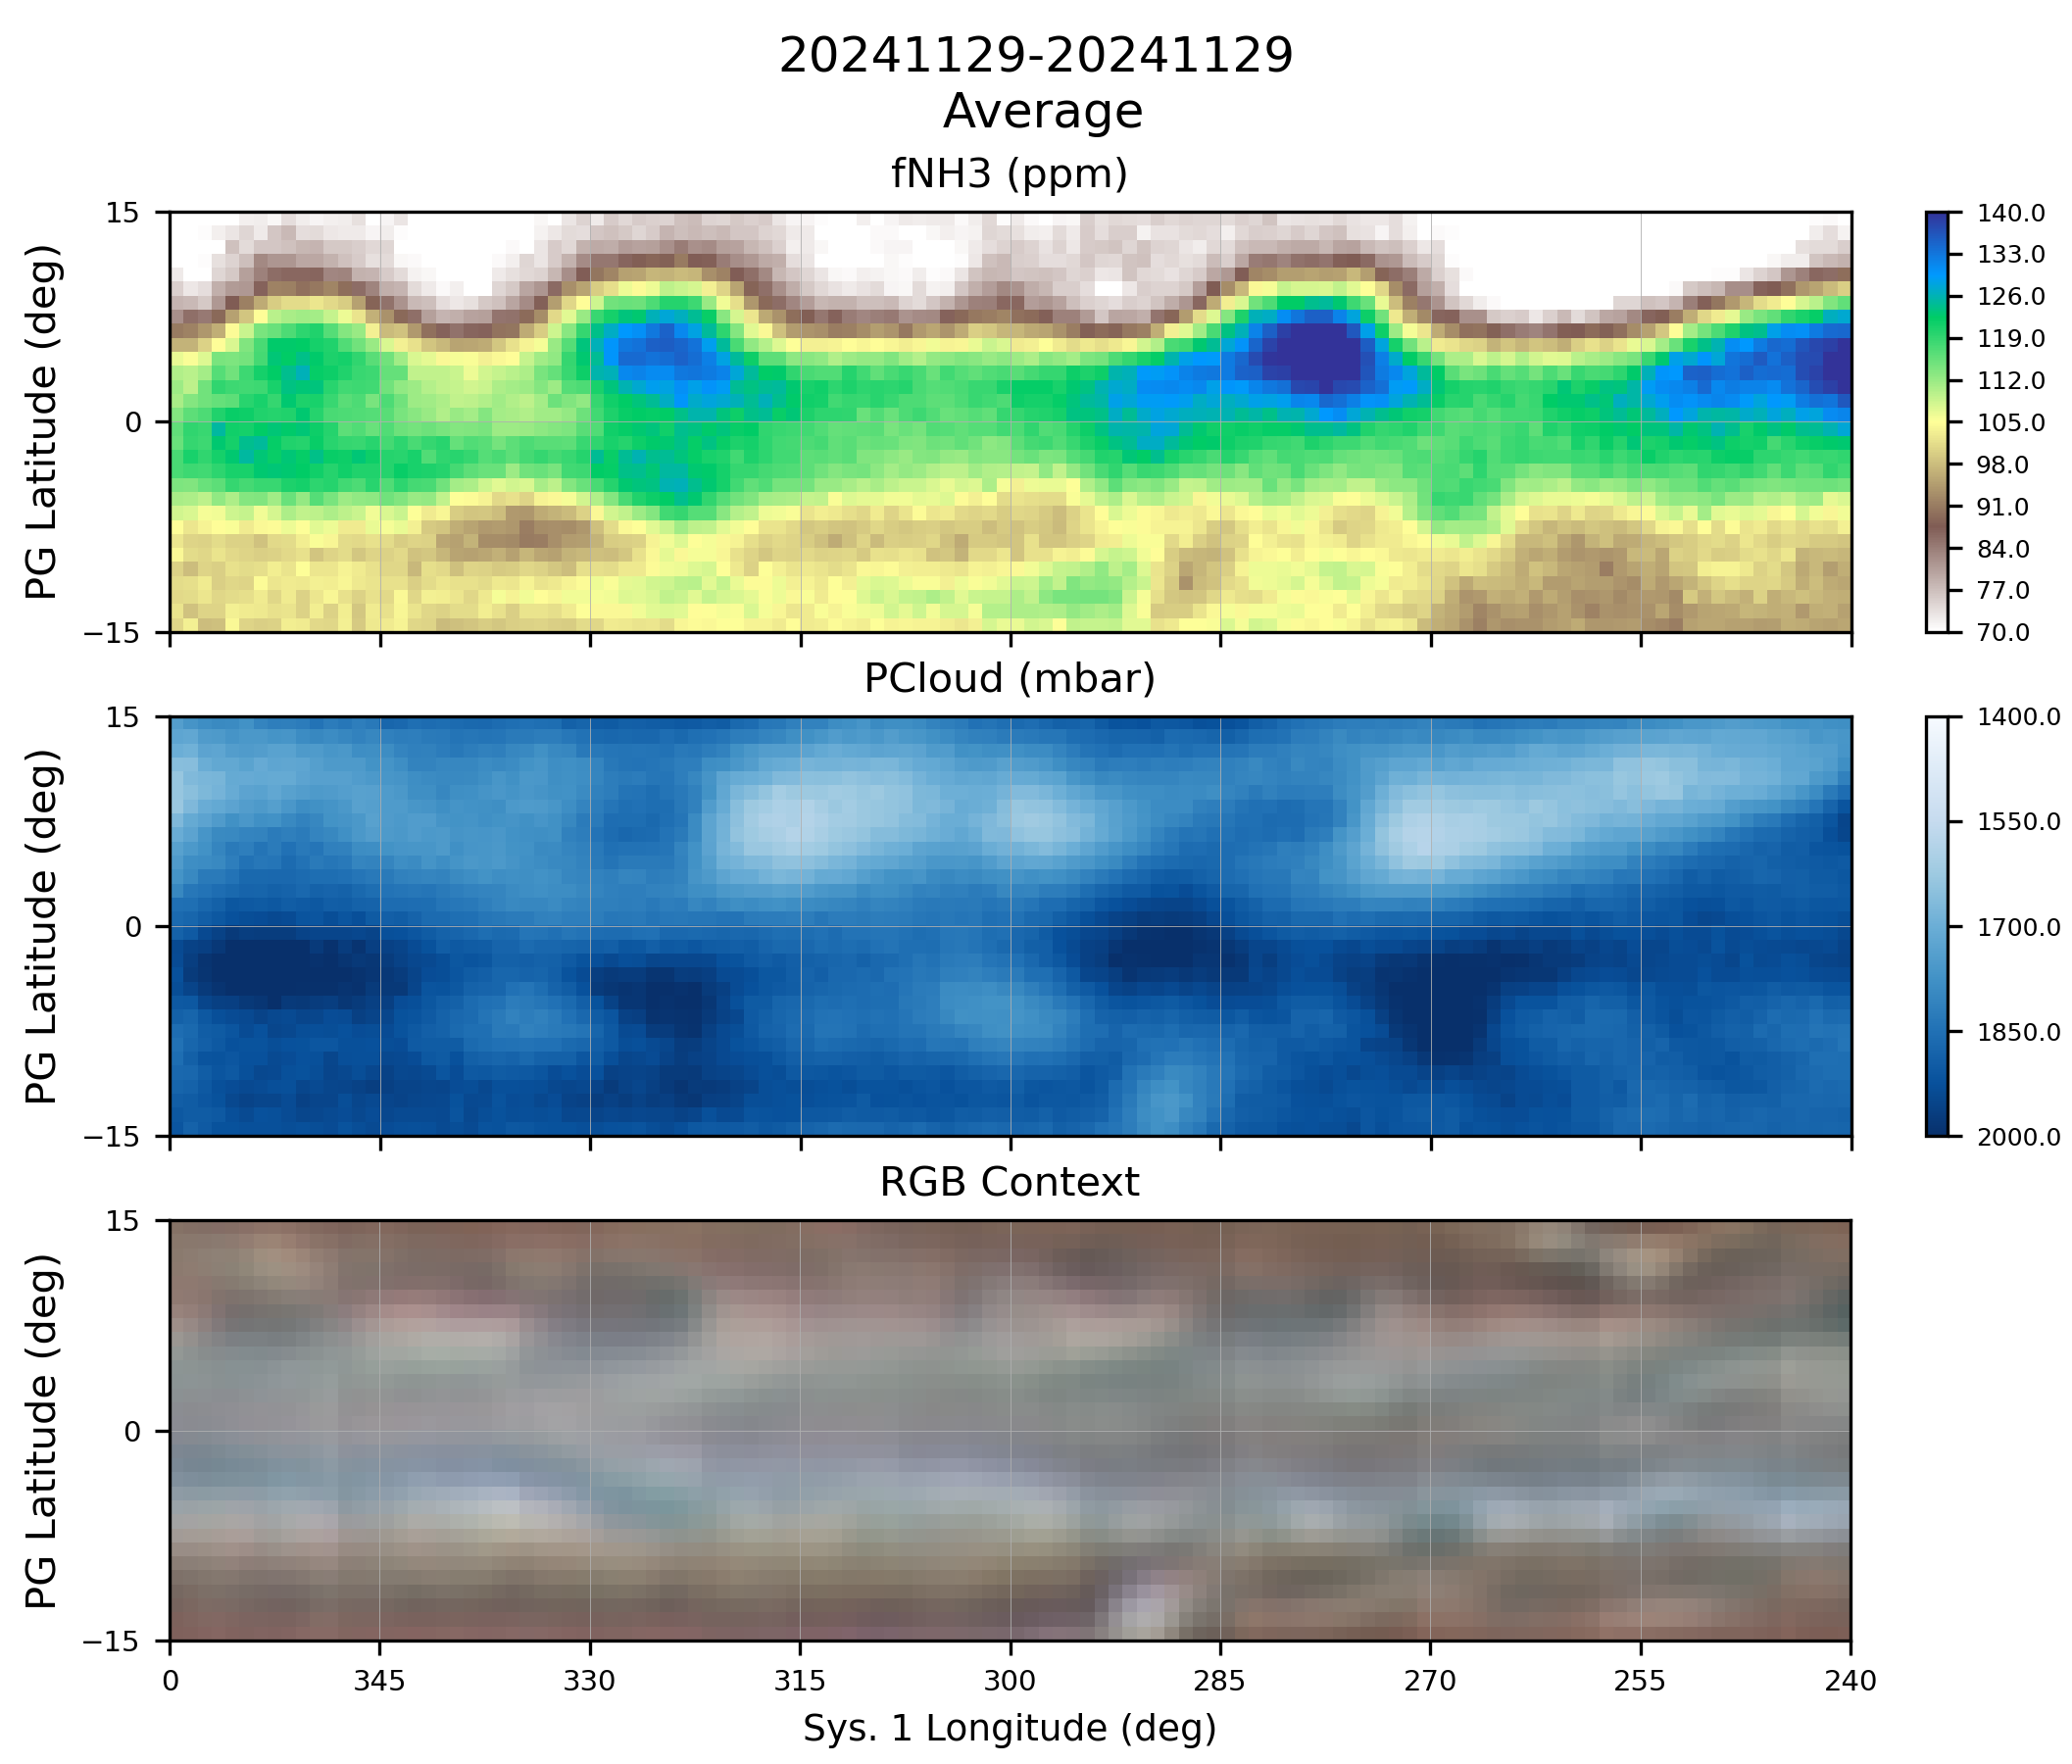 20241129-20241129
Average
fNH3 (ppm)
PG Latitude (deg)
15
0
−15
140.0
133.0
126.0
119.0
112.0
105.0
98.0
91.0
84.0
77.0
70.0
PCloud (mbar)
PG Latitude (deg)
15
0
−15
1400.0
1550.0
1700.0
1850.0
2000.0
RGB Context
PG Latitude (deg)
15
0
−15
0 345 330 315 300 285 270 255 240
Sys. 1 Longitude (deg)